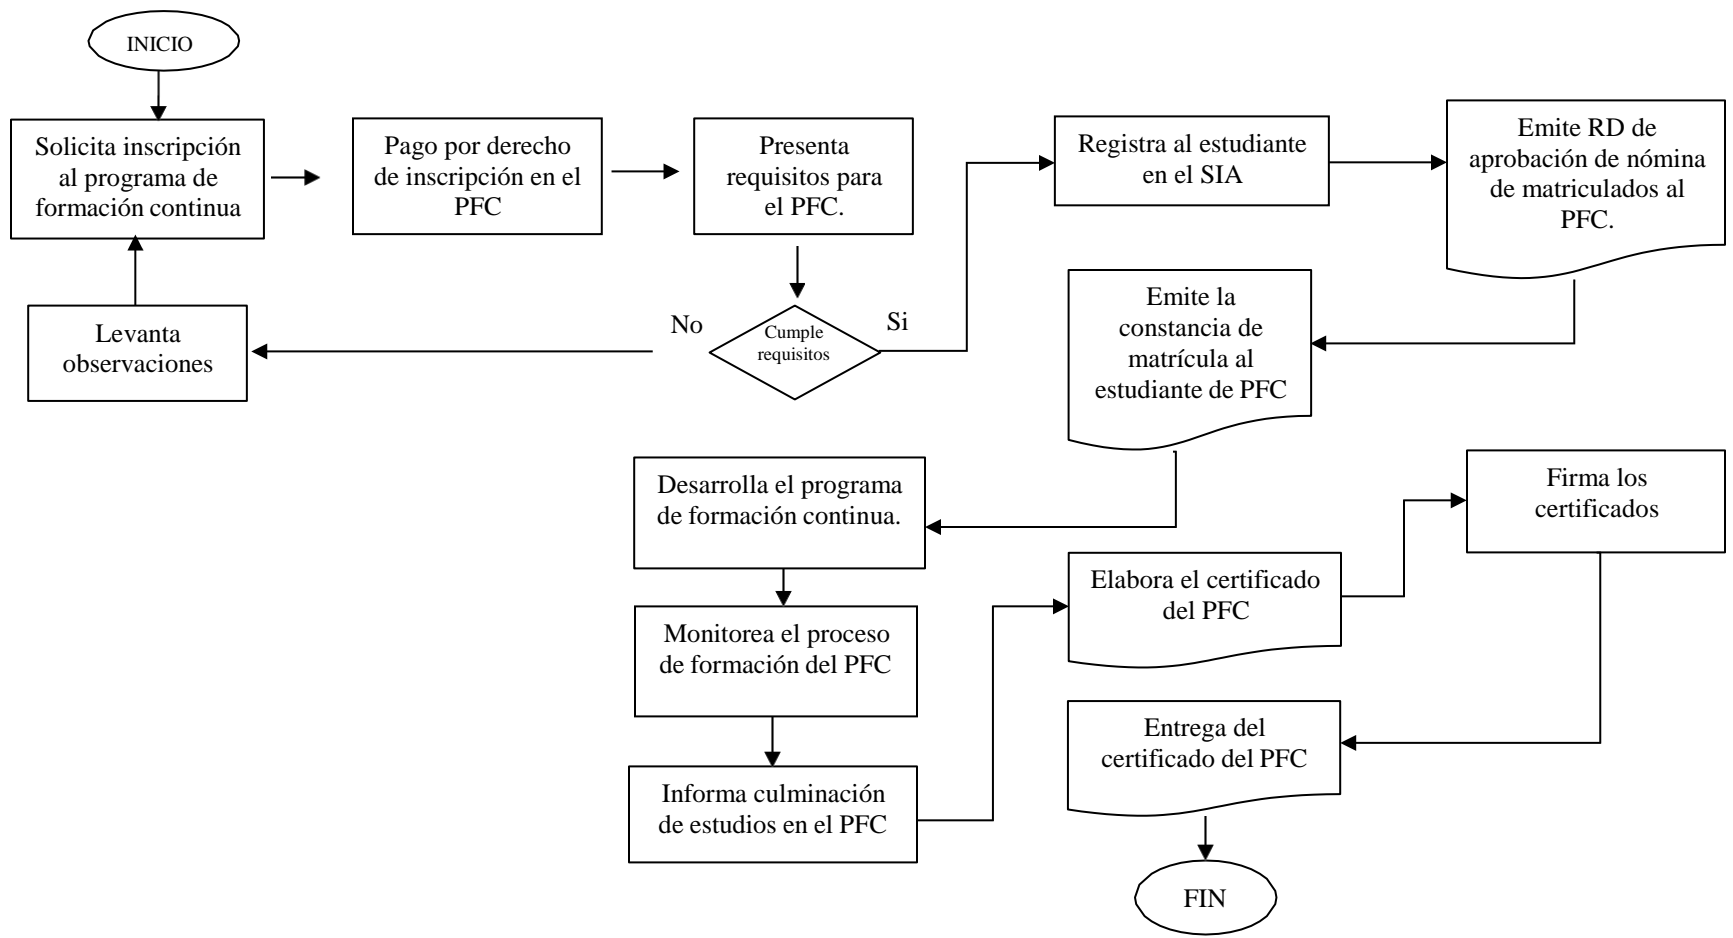 INICIO
Solicita inscripción
al programa de
formación continua
Pago por derecho
de inscripción en el
PFC
Presenta
requisitos para
el PFC.
Registra al estudiante
en el SIA
Emite RD de
aprobación de nómina
de matriculados al
PFC.
Levanta
observaciones
No
Cumple
requisitos
Si
Emite la
constancia de
matrícula al
estudiante de PFC
Desarrolla el programa
de formación continua.
Firma los
certificados
Elabora el certificado
del PFC
Monitorea el proceso
de formación del PFC
Entrega del
certificado del PFC
Informa culminación
de estudios en el PFC
FIN